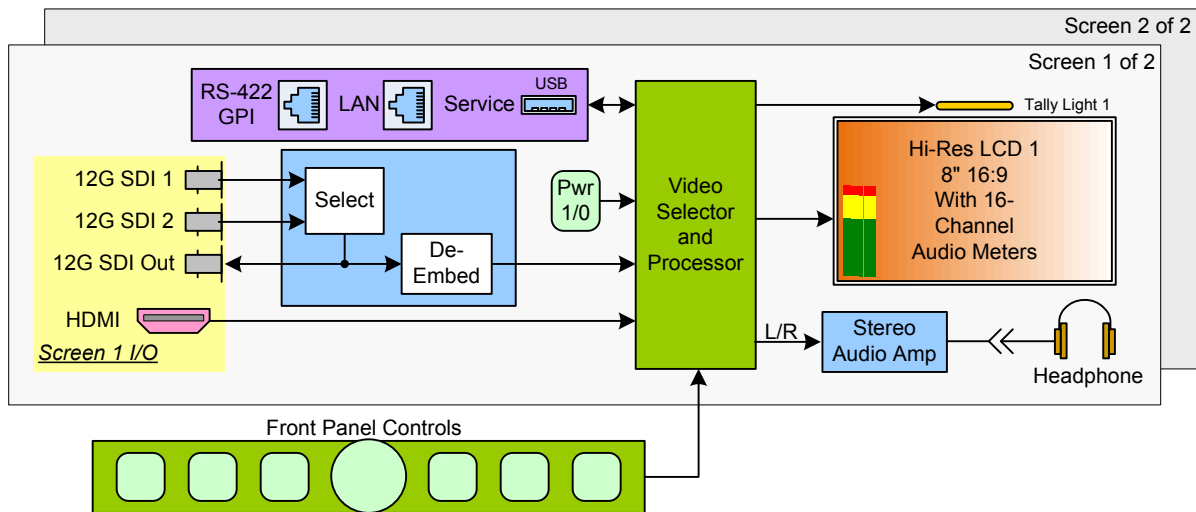 Screen 2 of 2
Screen 1 of 2
RS-422
GPI
LAN
Service
USB
Tally Light 1
12G SDI 1
12G SDI 2
12G SDI Out
HDMI
Screen 1 I/O
Select
De-
Embed
Pwr
1/0
Video
Selector
and
Processor
Hi-Res LCD 1
8" 16:9
With 16-
Channel
Audio Meters
L/R
Stereo
Audio Amp
Headphone
Front Panel Controls